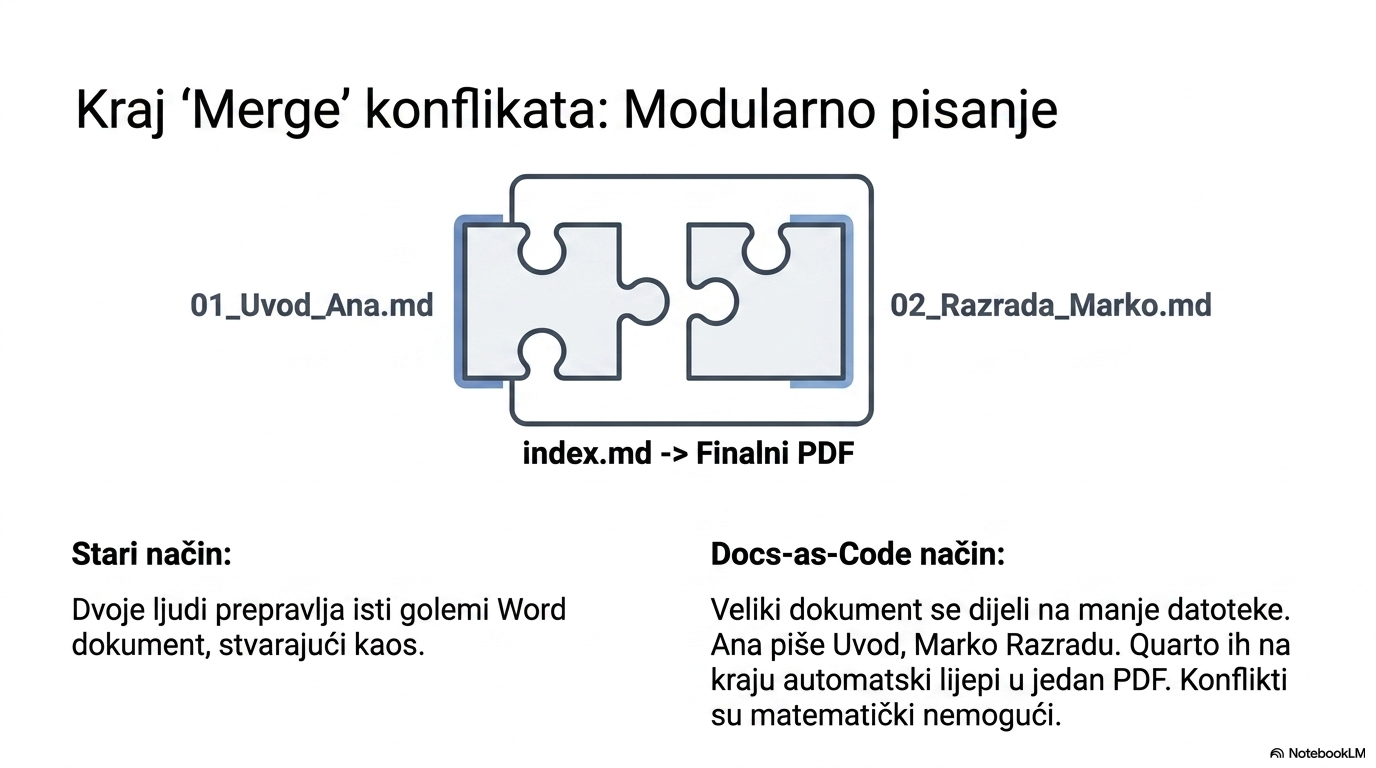 Kraj ‘Merge’ konflikata: Modularno pisanje
01_Uvod_Ana.md
02_Razrada_Marko.md
index.md -> Finalni PDF
Stari način:
Dvoje ljudi prepravlja isti golemi Word
dokument, stvarajući kaos.
Docs-as-Code način:
Veliki dokument se dijeli na manje datoteke.
Ana piše Uvod, Marko Razradu. Quarto ih na
kraju automatski lijepi u jedan PDF. Konflikti
su matematički nemogući.
NotebookLM